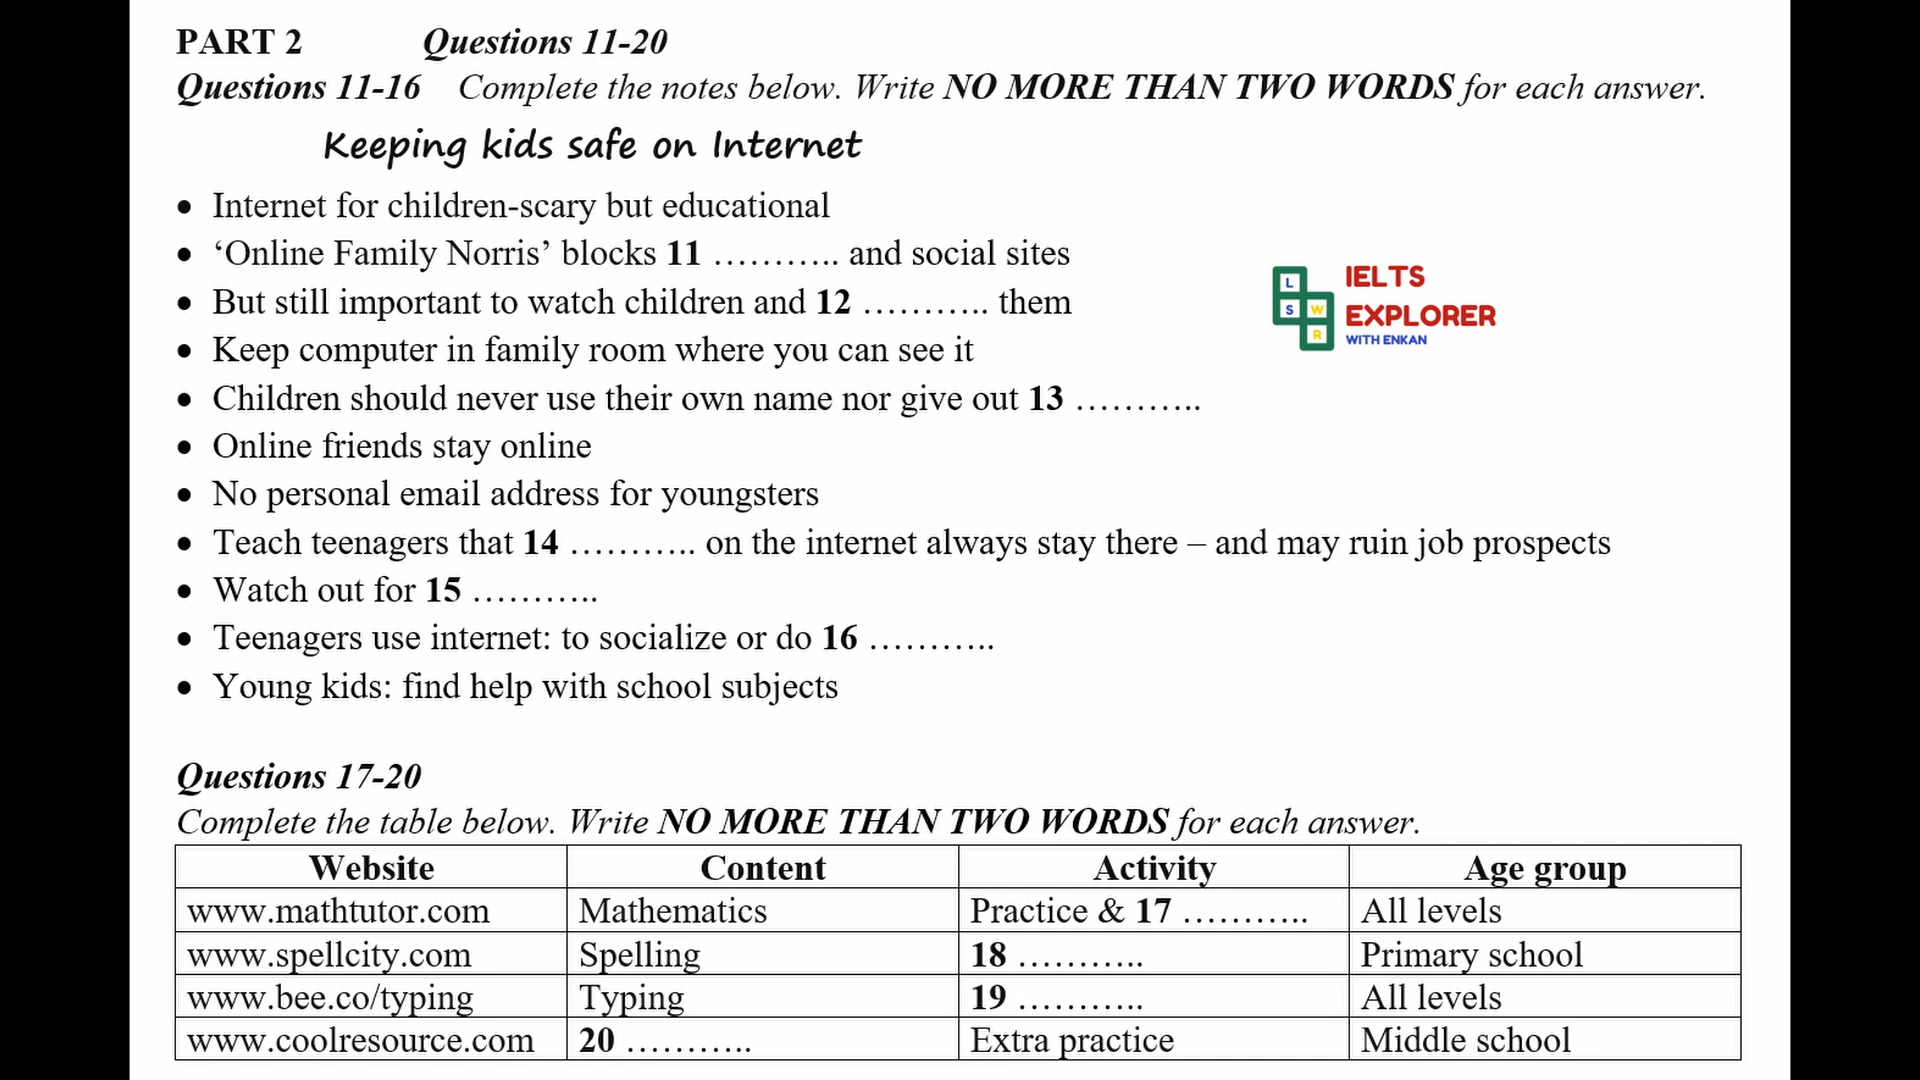 PART 2 Questions 11-20
Questions 11-16 Complete the notes below. Write NO MORE THAN TWO WORDS for each answer.
Keeping kids safe on Internet
• Internet for children-scary but educational
• ‘Online Family Norris’ blocks 11 ……….. and social sites
• But still important to watch children and 12 ……….. them
• Keep computer in family room where you can see it
• Children should never use their own name nor give out 13 ………..
• Online friends stay online
• No personal email address for youngsters
• Teach teenagers that 14 ……….. on the internet always stay there – and may ruin job prospects
• Watch out for 15 ………..
• Teenagers use internet: to socialize or do 16 ………..
• Young kids: find help with school subjects
L
S W
R
IELTS
EXPLORER
WITH ENKAN
Questions 17-20
Complete the table below. Write NO MORE THAN TWO WORDS for each answer.
Website Content Activity Age group
www.mathtutor.com Mathematics Practice & 17 ……….. All levels
www.spellcity.com Spelling 18 ……….. Primary school
www.bee.co/typing Typing 19 ……….. All levels
www.coolresource.com 20 ……….. Extra practice Middle school